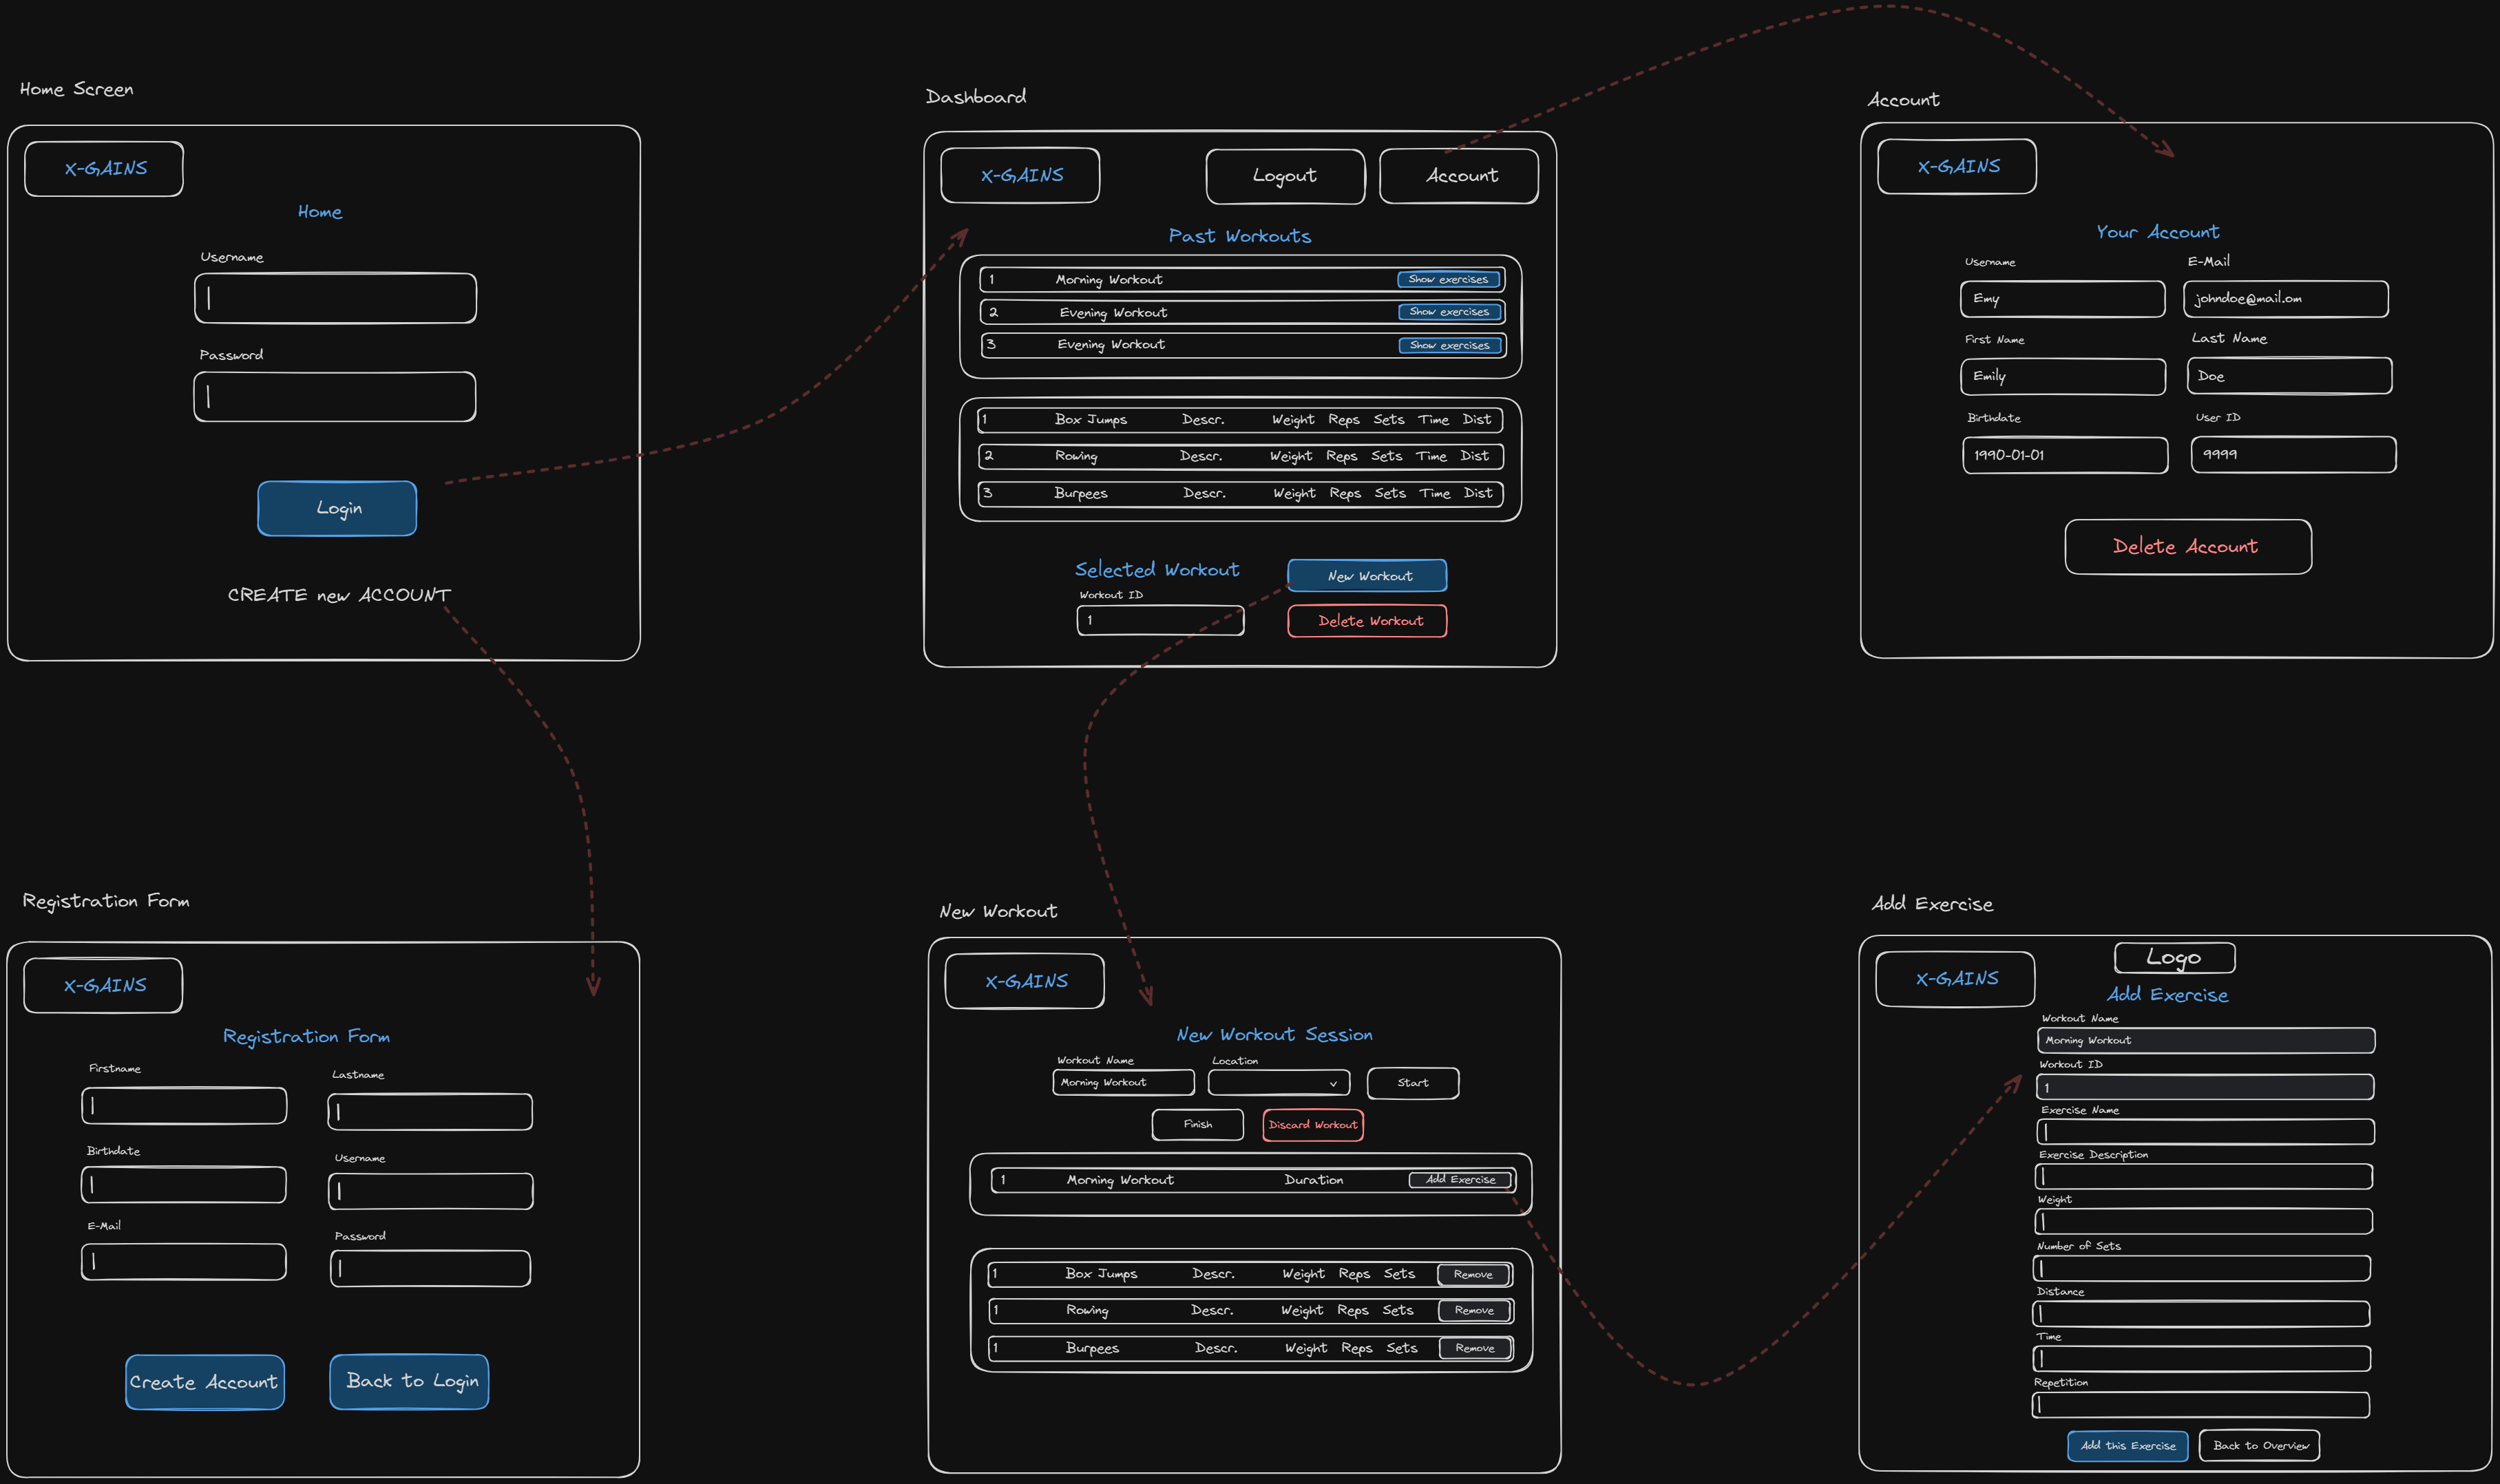 Home Screen
X-GAINS
Home
Username
Password
Login
CREATE new ACCOUNT
Dashboard
X-GAINS
Logout
Account
Past Workouts
1 Morning Workout Show exercises
2 Evening Workout Show exercises
3 Evening Workout Show exercises
1 Box Jumps Descr. Weight Reps Sets Time Dist
2 Rowing Descr. Weight Reps Sets Time Dist
3 Burpees Descr. Weight Reps Sets Time Dist
Selected Workout
New Workout
Workout ID
1
Delete Workout
Account
X-GAINS
Your Account
Username E-Mail
Emy johndoe@mail.om
First Name Last Name
Emily Doe
Birthdate User ID
1990-01-01 9999
Delete Account
Registration Form
X-GAINS
Registration Form
Firstname Lastname
Birthdate Username
E-Mail Password
Create Account Back to Login
New Workout
X-GAINS
New Workout Session
Workout Name Location
Morning Workout Start
Finish Discard Workout
1 Morning Workout Duration Add Exercise
1 Box Jumps Descr. Weight Reps Sets Remove
1 Rowing Descr. Weight Reps Sets Remove
1 Burpees Descr. Weight Reps Sets Remove
Add Exercise
Logo
X-GAINS
Add Exercise
Workout Name
Morning Workout
Workout ID
1
Exercise Name
Exercise Description
Weight
Number of Sets
Distance
Time
Repetition
Add this Exercise Back to Overview